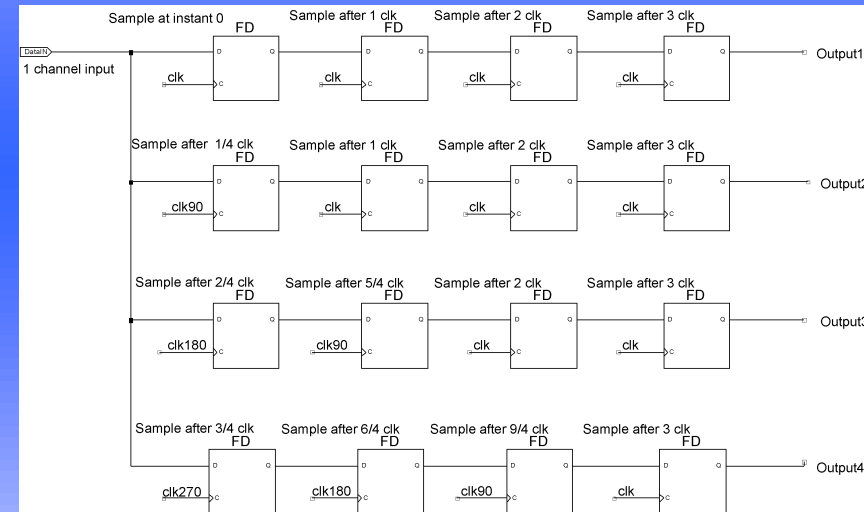 Sample at instant 0 Sample after 1 clk Sample after 2 clk Sample after 3 clk
FD FD FD FD
DataIN D Q D Q D Q D Q Output1
1 channel input
clk C clk C clk C clk C
Sample after 1/4 clk Sample after 1 clk Sample after 2 clk Sample after 3 clk
FD FD FD FD
D Q D Q D Q D Q Output2
clk90 C clk C clk C clk C
Sample after 2/4 clk Sample after 5/4 clk Sample after 2 clk Sample after 3 clk
FD FD FD FD
D Q D Q D Q D Q Output3
clk180 C clk90 C clk C clk C
Sample after 3/4 clk Sample after 6/4 clk Sample after 9/4 clk Sample after 3 clk
FD FD FD FD
D Q D Q D Q D Q Output4
clk270 C clk180 C clk90 C clk C